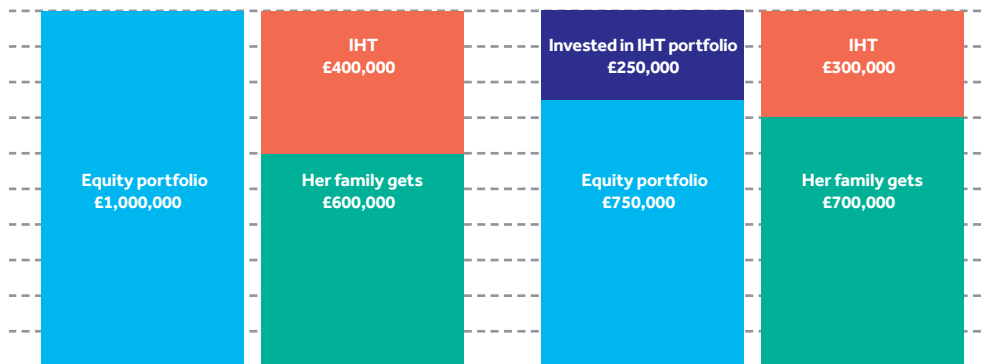 Equity portfolio
£1,000,000
IHT
£400,000
Her family gets
£600,000
Invested in IHT portfolio
£250,000
Equity portfolio
£750,000
IHT
£300,000
Her family gets
£700,000